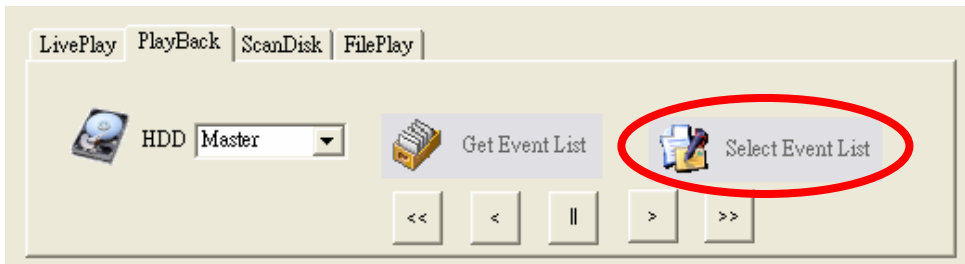 LivePlay PlayBack ScanDisk FilePlay
HDD Master Get Event List Select Event List
<< < || > >>